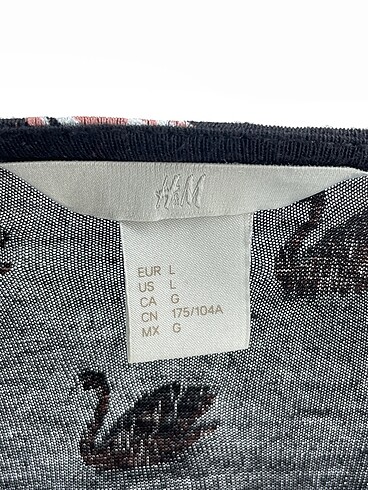 H&M
EUR L
US L
CA G
CN 175/104A
MX G